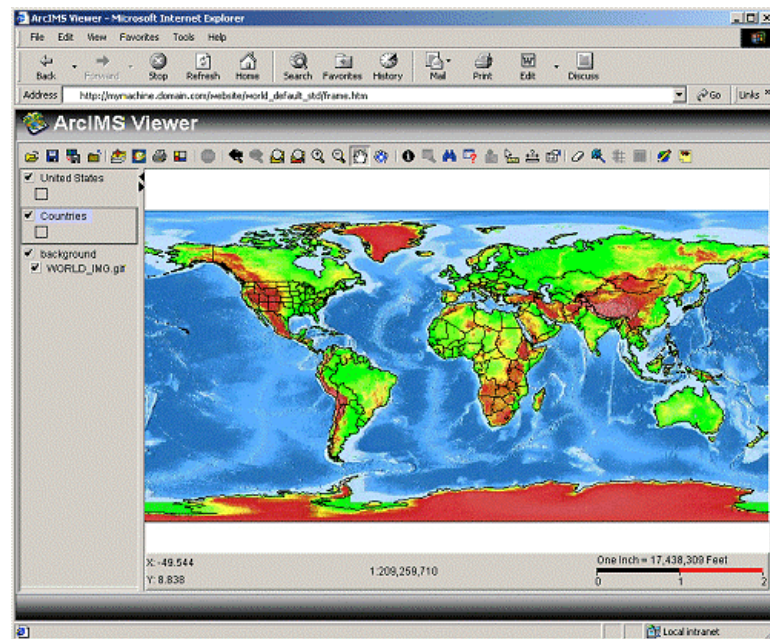 ArcIMS Viewer - Microsoft Internet Explorer
File Edit View Favorites Tools Help
Back Forward Stop Refresh Home Search Favorites History Mail Print Edit Discuss
Address http://mymachine.domain.com/website/world_default_std/frame.htm Go Links »
ArcIMS Viewer
United States
Countries
background
WORLD_IMG.gif
X: -49.544
Y: 8.838
1:209,259,710
One Inch = 17,438,309 Feet
0 1 2
Local intranet